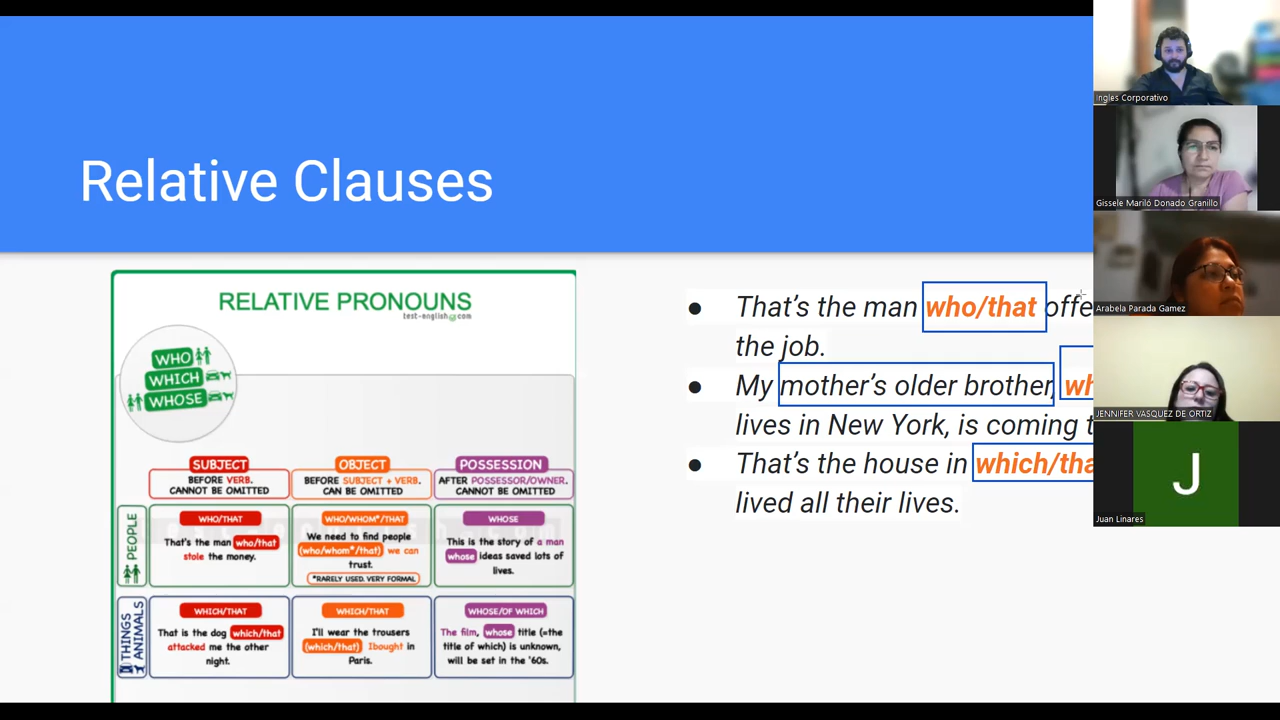 Relative Clauses
RELATIVE PRONOUNS
test-english.com
WHO
WHICH
WHOSE
SUBJECT
BEFORE VERB.
CANNOT BE OMITTED
OBJECT
BEFORE SUBJECT + VERB.
CAN BE OMITTED
POSSESSION
AFTER POSSESSOR/OWNER.
CANNOT BE OMITTED
PEOPLE
WHO/THAT
That's the man who/that
stole the money.
WHO/WHOM*/THAT
We need to find people
(who/whom*/that) we can
trust.
*RARELY USED. VERY FORMAL
WHOSE
This is the story of a man
whose ideas saved lots of
lives.
THINGS
ANIMALS
WHICH/THAT
That is the dog which/that
attacked me the other
night.
WHICH/THAT
I'll wear the trousers
(which/that) Ibought in
Paris.
WHOSE/OF WHICH
The film, whose title (=the
title of which) is unknown,
will be set in the '60s.
• That's the man who/that offe
the job.
• My mother's older brother, wh
lives in New York, is coming t
• That's the house in which/tha
lived all their lives.
Ingles Corporativo
Gissele Mariló Donado Granillo
Arabela Parada Gamez
JENNIFER VASQUEZ DE ORTIZ
J
Juan Linares